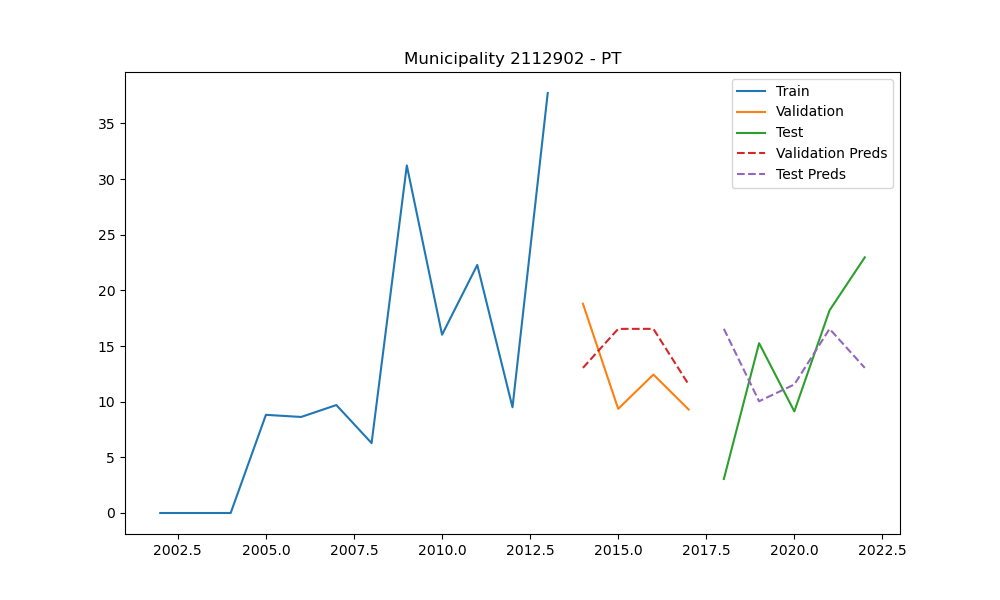 Municipality 2112902 - PT
Train
Validation
Test
Validation Preds
Test Preds
35
30
25
20
15
10
5
0
2002.5 2005.0 2007.5 2010.0 2012.5 2015.0 2017.5 2020.0 2022.5